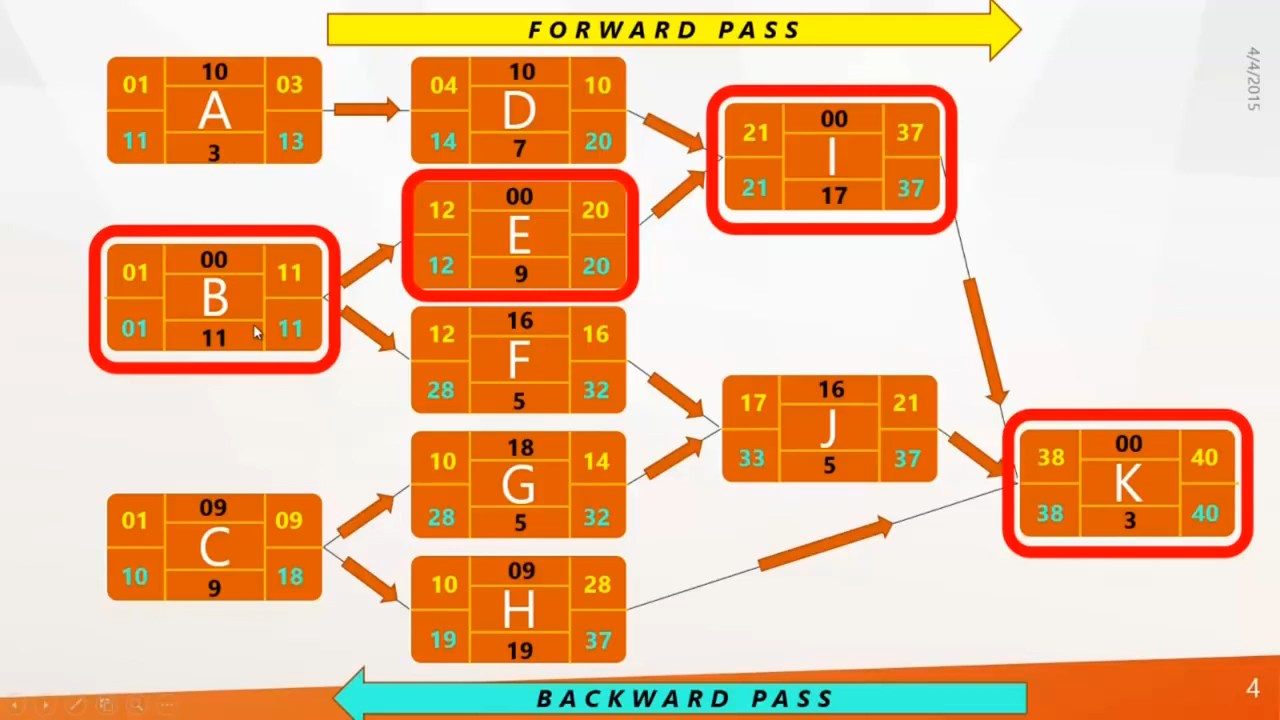 FORWARD PASS
4/4/2015
01 10 03
A
11 3 13
04 10 10
D
14 7 20
21 00 37
I
21 17 37
12 00 20
E
12 9 20
01 00 11
B
01 11 11
12 16 16
F
28 5 32
17 16 21
J
33 5 37
10 18 14
G
28 5 32
38 00 40
K
38 3 40
01 09 09
C
10 9 18
10 09 28
H
19 19 37
BACKWARD PASS
4